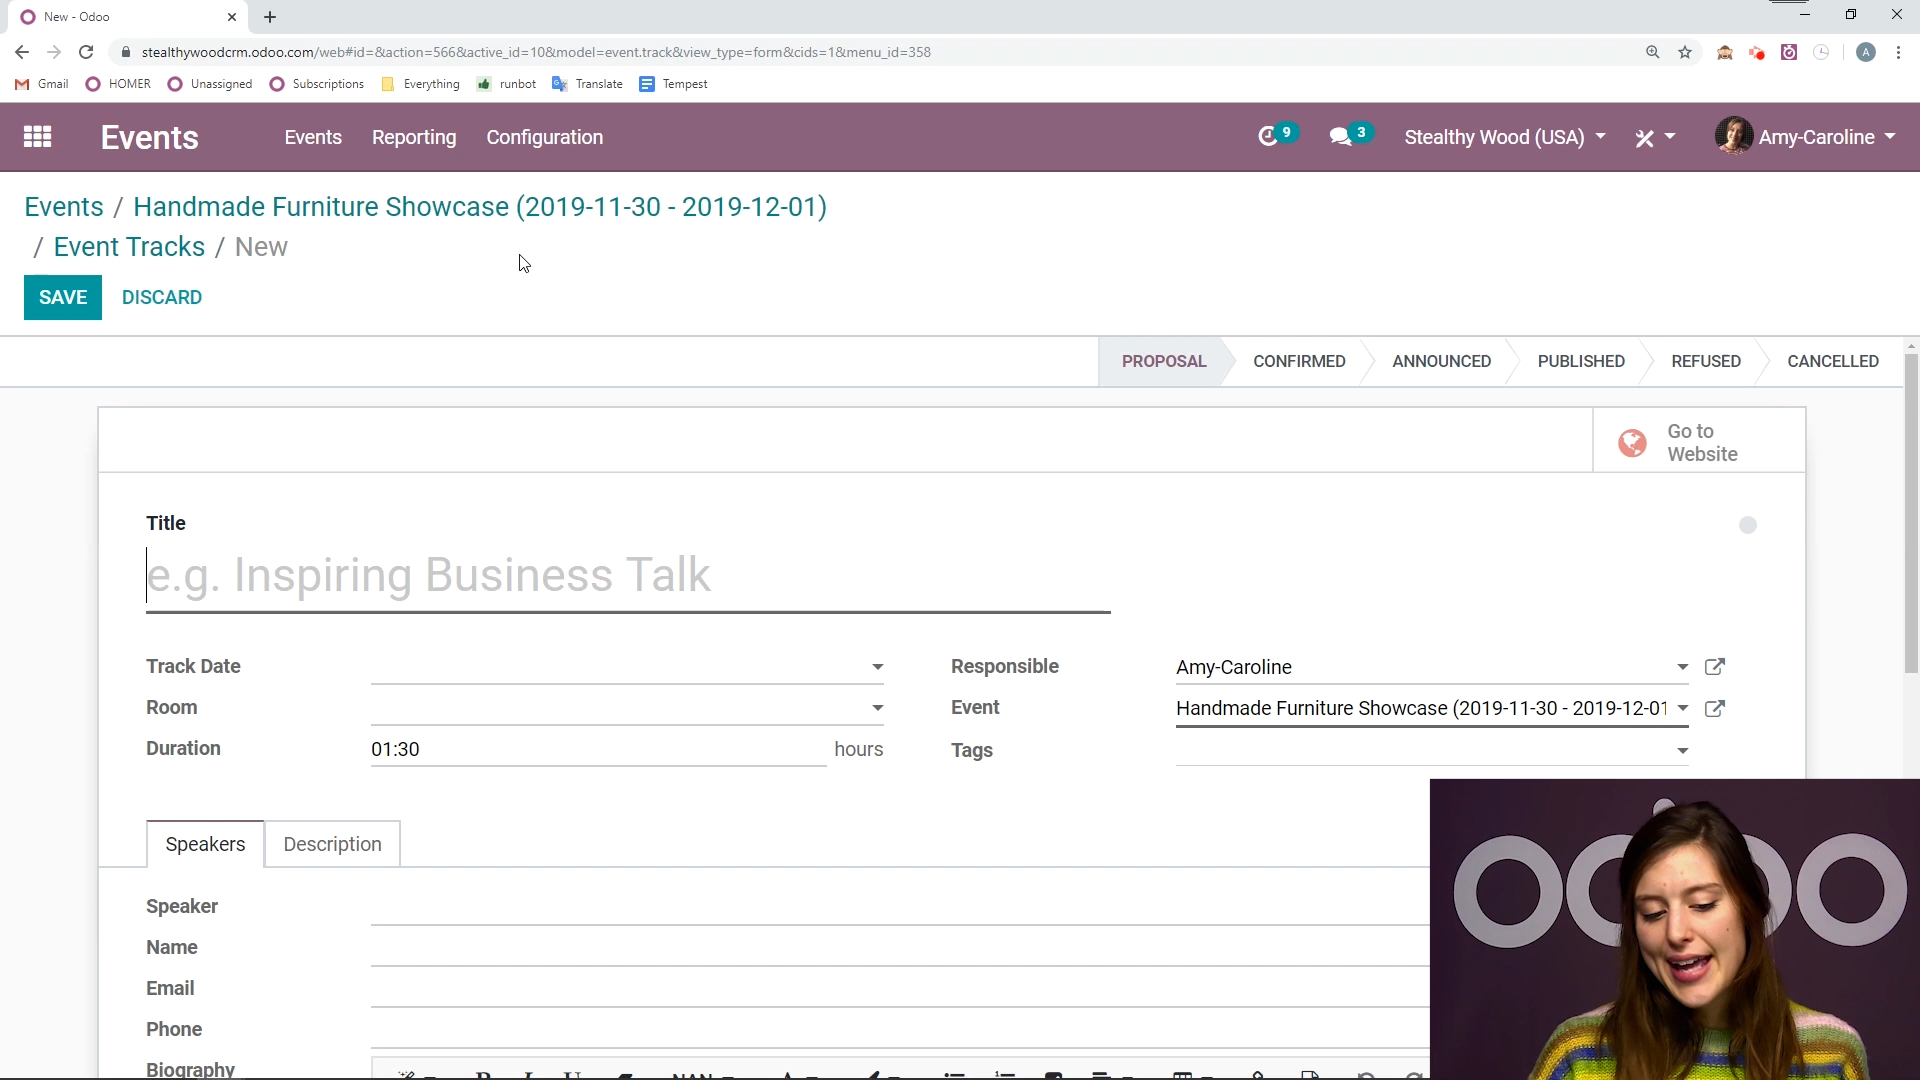 New - Odoo
stealthywoodcrm.odoo.com/web#id=&action=566&active_id=10&model=event.track&view_type=form&cids=1&menu_id=358
A
Gmail HOMER Unassigned Subscriptions Everything runbot Translate Tempest
Events Events Reporting Configuration 9 3 Stealthy Wood (USA) Amy-Caroline
Events / Handmade Furniture Showcase (2019-11-30 - 2019-12-01)
/ Event Tracks / New
SAVE DISCARD
PROPOSAL CONFIRMED ANNOUNCED PUBLISHED REFUSED CANCELLED
Go to
Website
Title
e.g. Inspiring Business Talk
Track Date
Responsible Amy-Caroline
Room
Event Handmade Furniture Showcase (2019-11-30 - 2019-12-01
Duration 01:30 hours
Tags
Speakers Description
Speaker
Name
Email
Phone
Biography
odoo